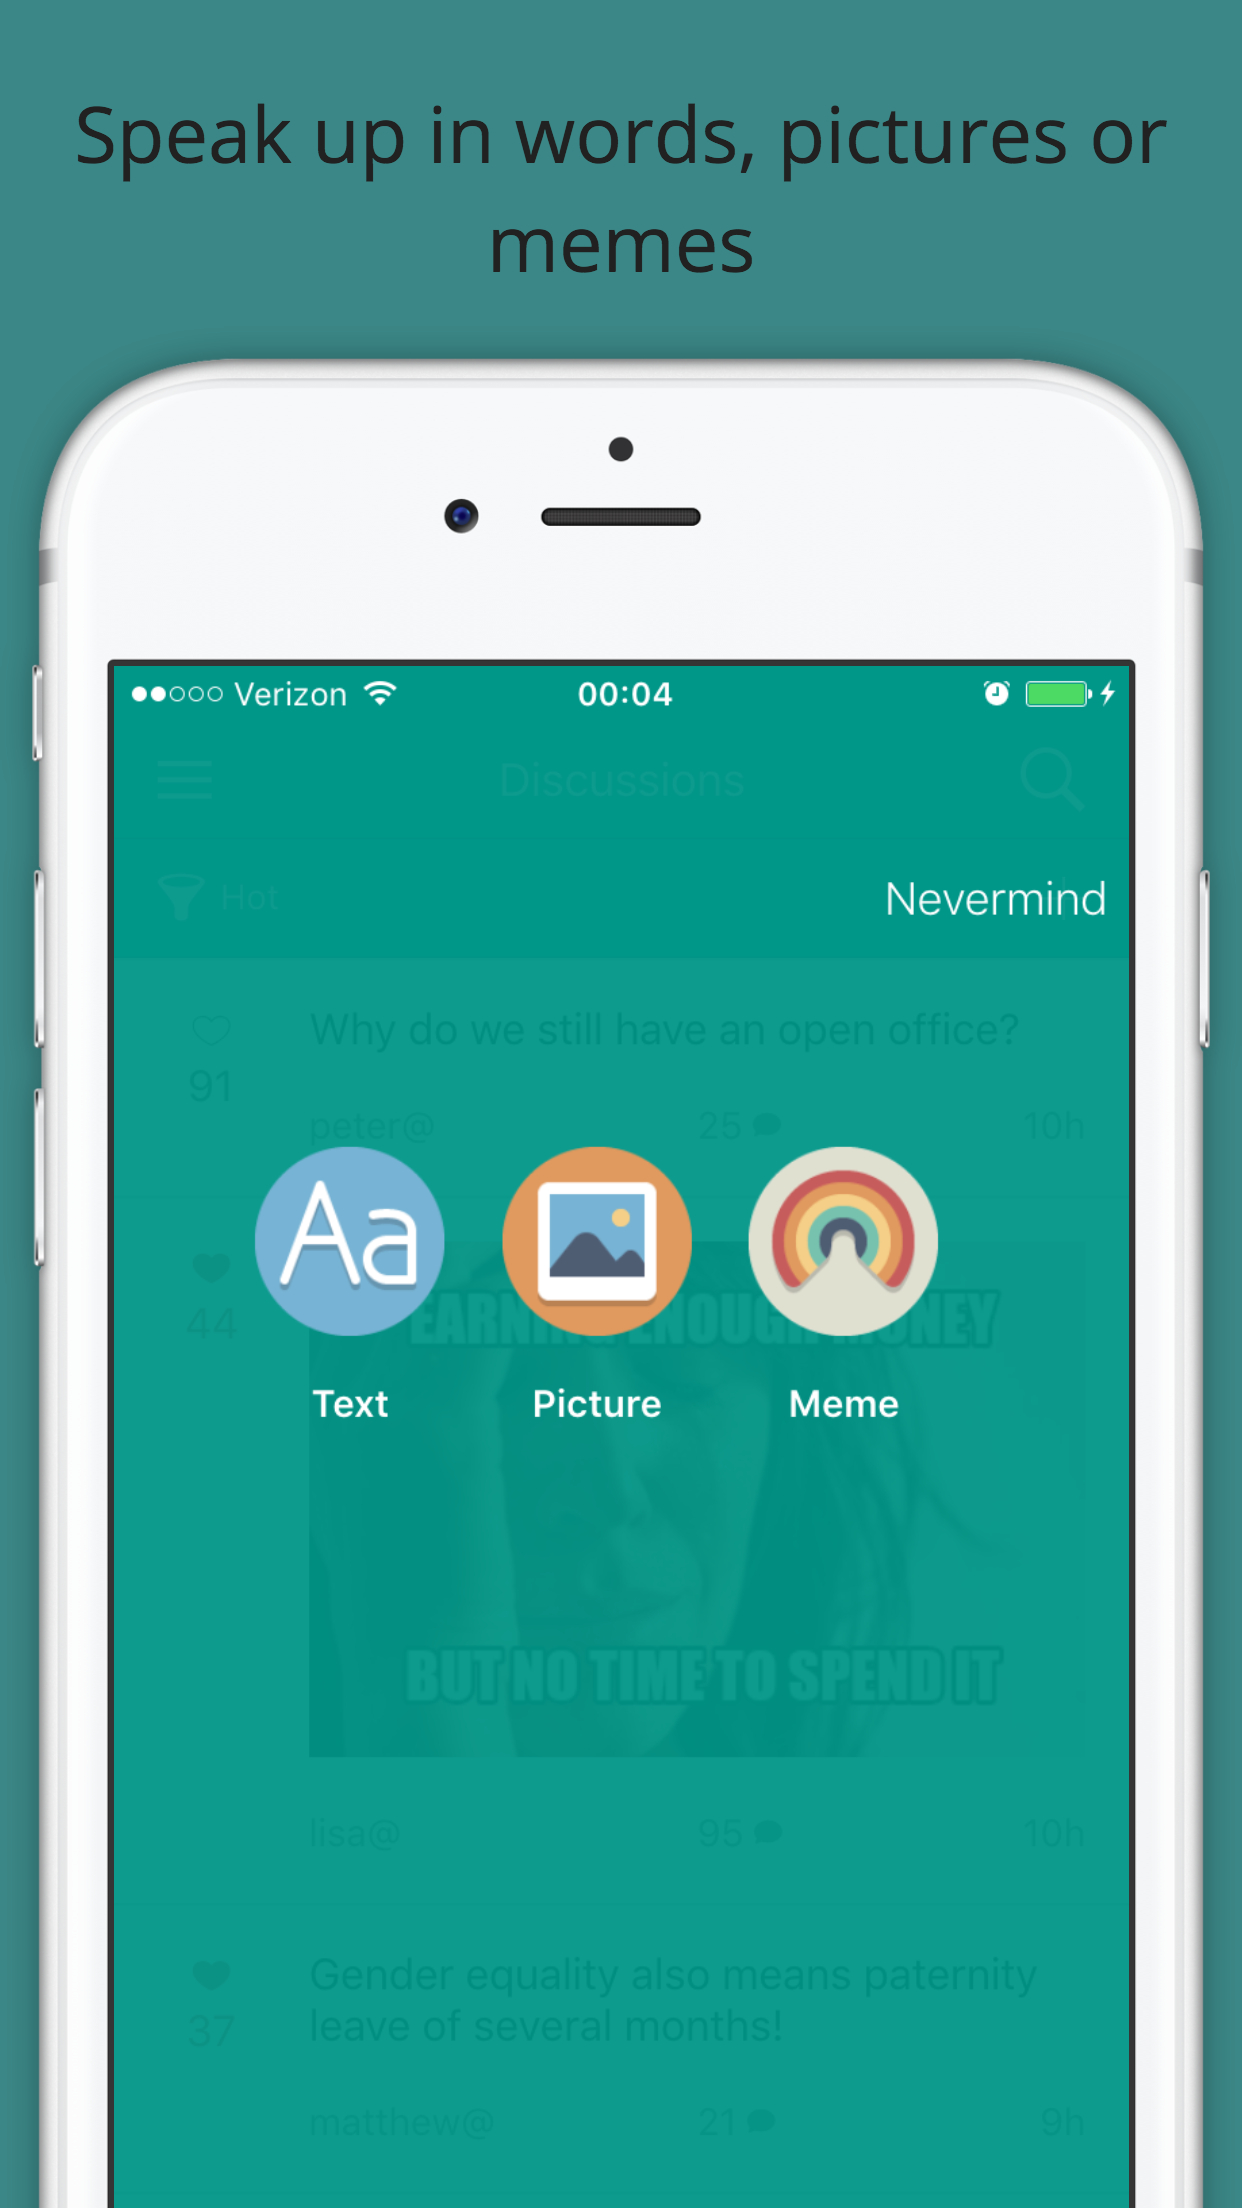 Speak up in words, pictures or
memes
Verizon
00:04
Discussions
Hot
Nevermind
Why do we still have an open office?
91
peter@
25
10h
Aa
44
EARNING ENOUGH MONEY
Text
Picture
Meme
BUT NO TIME TO SPEND IT
lisa@
95
10h
Gender equality also means paternity
leave of several months!
37
matthew@
21
9h